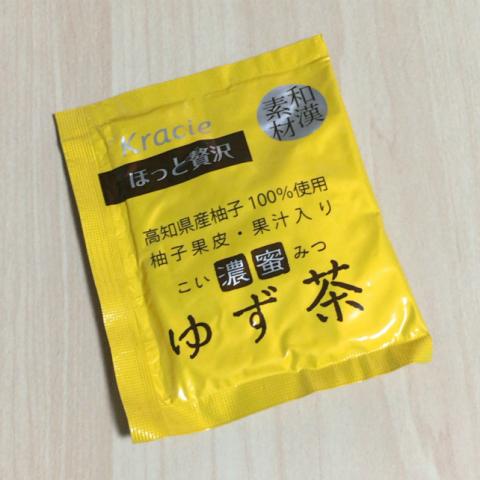 Kracie
和漢
素材
ほっと贅沢
高知県産柚子100%使用
柚子果皮・果汁入り
こい濃蜜みつ
ゆず茶